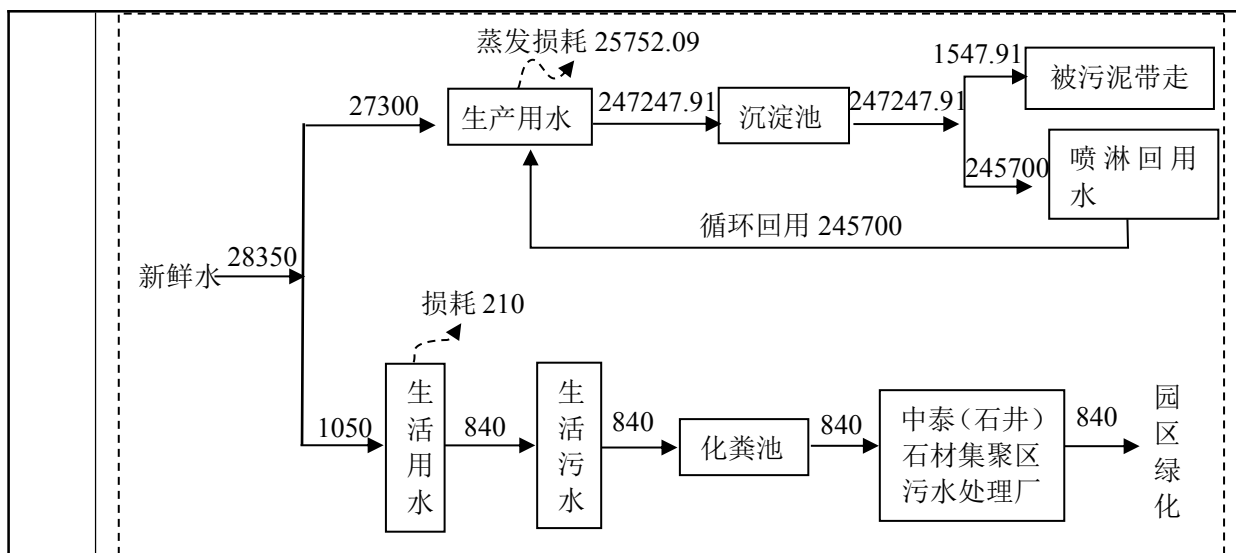 蒸发损耗 25752.09
1547.91
被污泥带走
27300
生产用水
247247.91
沉淀池
247247.91
245700
喷淋回用
水
循环回用 245700
新鲜水
28350
损耗 210
1050
生活用水
840
生活污水
840
化粪池
840
中泰（石井）
石材集聚区
污水处理厂
840
园区绿化